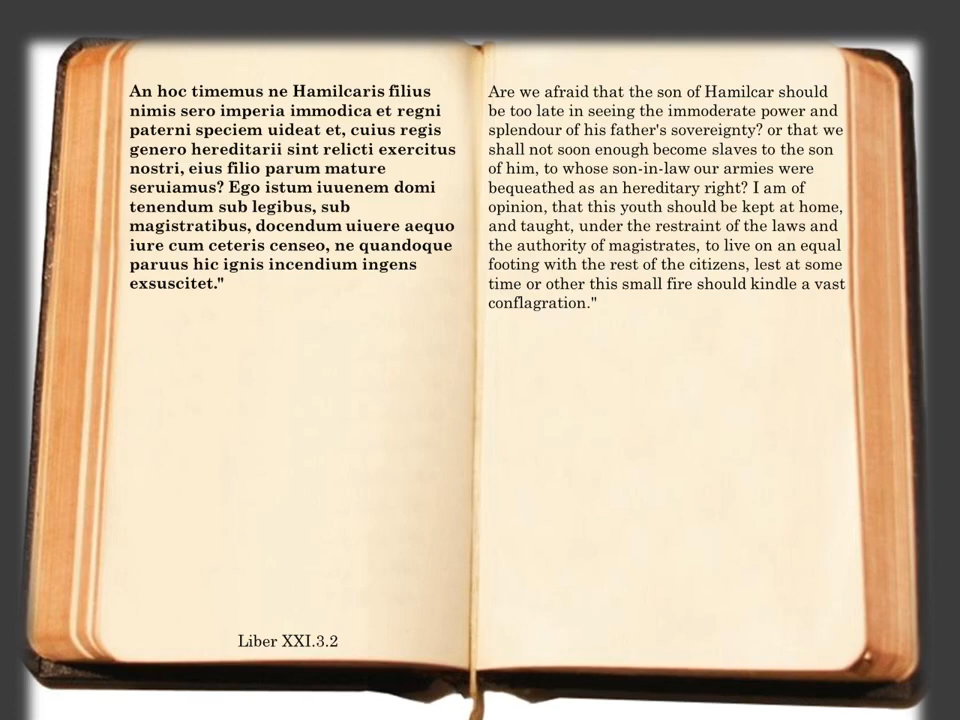 An hoc timemus ne Hamilcaris filius
nimis sero imperia immodica et regni
paterni speciem uideat et, cuius regis
genero hereditarii sint relicti exercitus
nostri, eius filio parum mature
seruiamus? Ego istum iuuenem domi
tenendum sub legibus, sub
magistratibus, docendum uiuere aequo
iure cum ceteris censeo, ne quandoque
paruus hic ignis incendium ingens
exsuscitet."
Liber XXI.3.2
Are we afraid that the son of Hamilcar should
be too late in seeing the immoderate power and
splendour of his father's sovereignty? or that we
shall not soon enough become slaves to the son
of him, to whose son-in-law our armies were
bequeathed as an hereditary right? I am of
opinion, that this youth should be kept at home,
and taught, under the restraint of the laws and
the authority of magistrates, to live on an equal
footing with the rest of the citizens, lest at some
time or other this small fire should kindle a vast
conflagration."